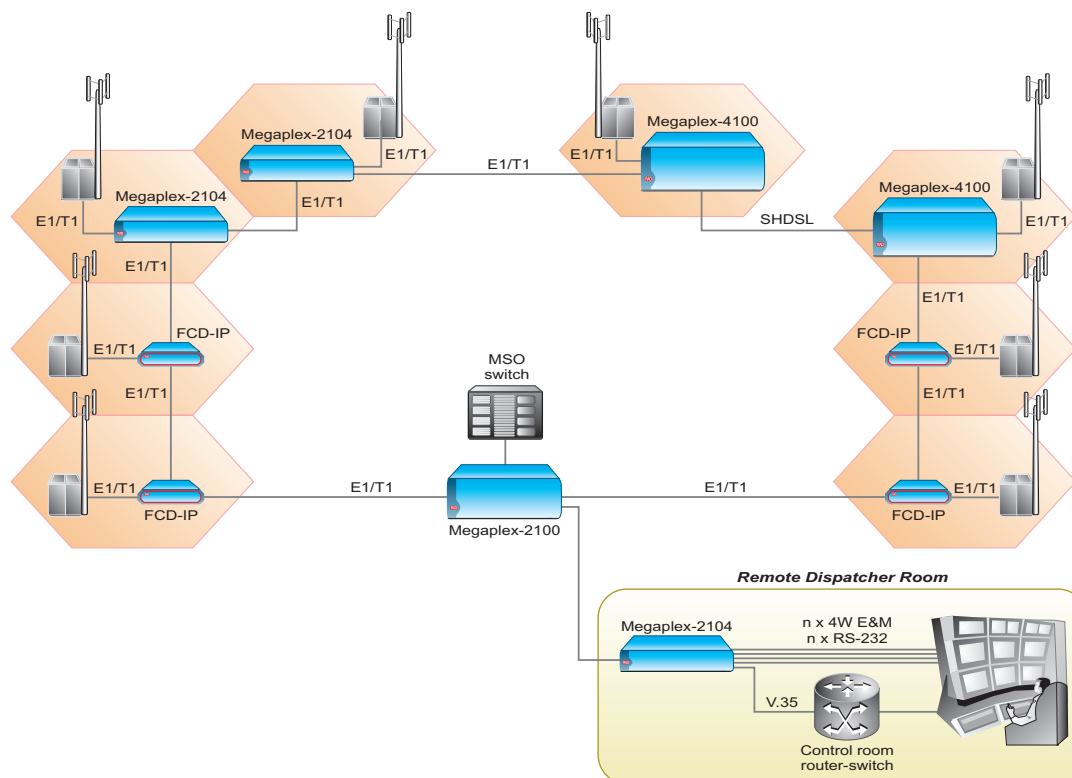 Megaplex-2104
E1/T1
E1/T1
E1/T1
Megaplex-4100
E1/T1
Megaplex-2104
E1/T1
SHDSL
Megaplex-4100
E1/T1
E1/T1
FCD-IP
E1/T1
E1/T1
E1/T1
FCD-IP
E1/T1
E1/T1
MSO
switch
E1/T1
FCD-IP
E1/T1
Megaplex-2100
E1/T1
E1/T1
FCD-IP
Remote Dispatcher Room
Megaplex-2104
n x 4W E&M
n x RS-232
V.35
Control room
router-switch